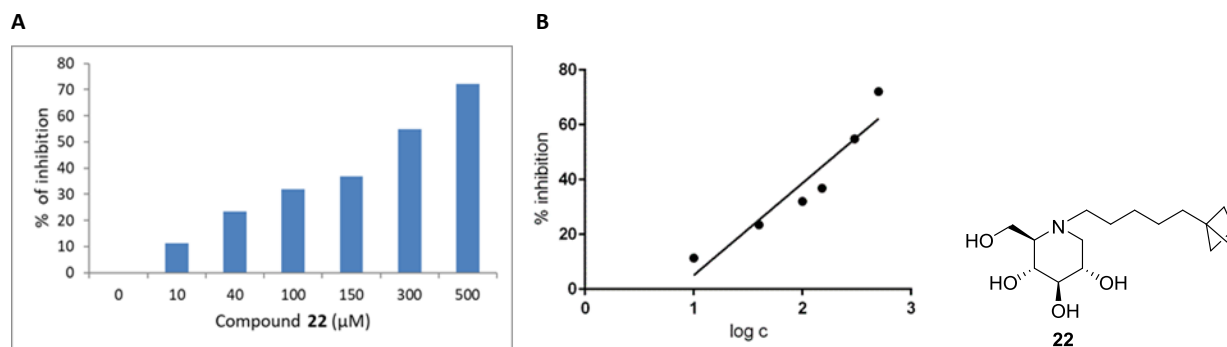 A
80
70
60
50
40
30
20
10
0
% of inhibition
0 10 40 100 150 300 500
Compound 22 (μM)
B
80
60
40
20
0
% inhibition
0 1 2 3
log c
N
HO
HO
OH
OH
22